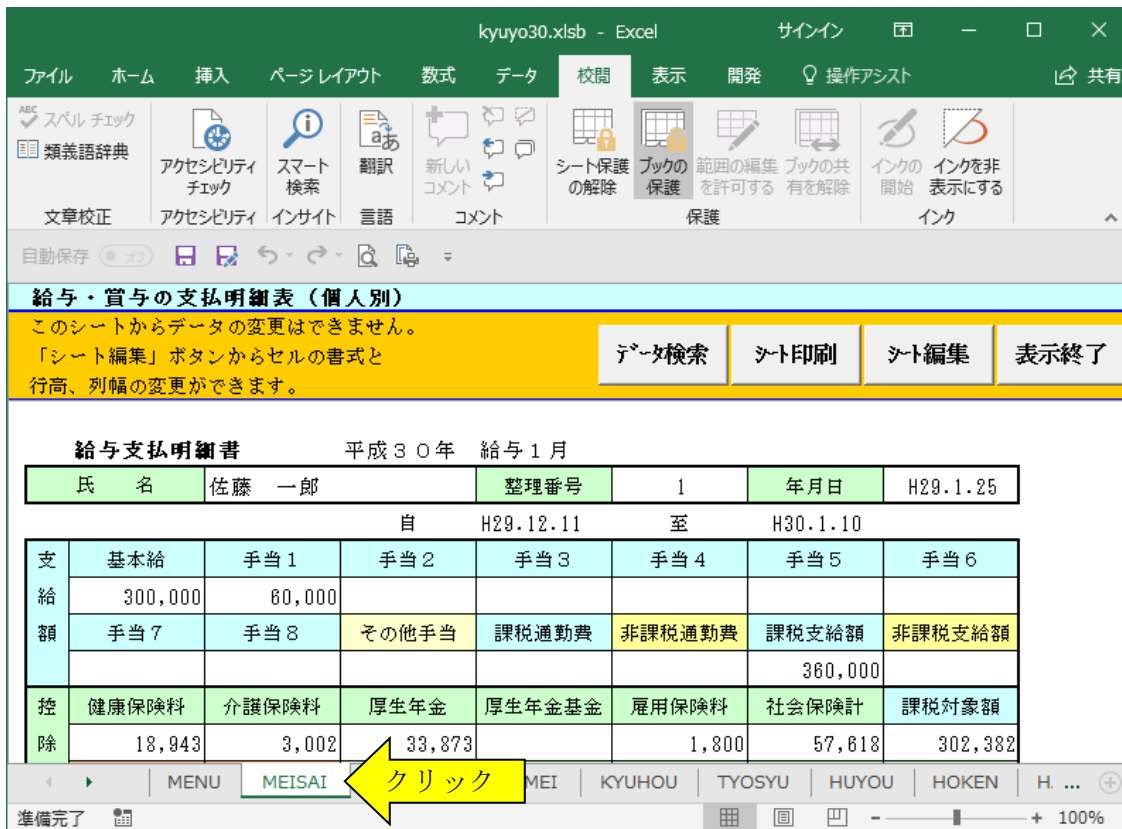 kyuyo30.xlsb - Excel サインイン
ファイル ホーム 挿入 ページ レイアウト 数式 データ 校閲 表示 開発 操作アシスト 共有
ABC スペル チェック
類義語辞典
アクセシビリティ チェック
スマート 検索
翻訳
新しい コメント
シート保護 の解除
ブックの 保護
範囲の編集 を許可する
ブックの共 有を解除
インクの 開始
インクを非 表示にする
文章校正 アクセシビリティ インサイト 言語 コメント 保護 インク
自動保存 オフ
給与・賞与の支払明細表（個人別）
このシートからデータの変更はできません。
「シート編集」ボタンからセルの書式と
行高、列幅の変更ができます。
データ検索 シート印刷 シート編集 表示終了
給与支払明細書 平成３０年 給与１月
氏 名 佐藤 一郎 整理番号 1 年月日 H29.1.25
自 H29.12.11 至 H30.1.10
支 基本給 手当１ 手当２ 手当３ 手当４ 手当５ 手当６
給 300,000 60,000
額 手当７ 手当８ その他手当 課税通勤費 非課税通勤費 課税支給額 非課税支給額
360,000
控 健康保険料 介護保険料 厚生年金 厚生年金基金 雇用保険料 社会保険計 課税対象額
除 18,943 3,002 33,873 1,800 57,618 302,382
MENU MEISAI クリック MEI KYUHOU TYOSYU HUYOU HOKEN H. ...
準備完了 100%